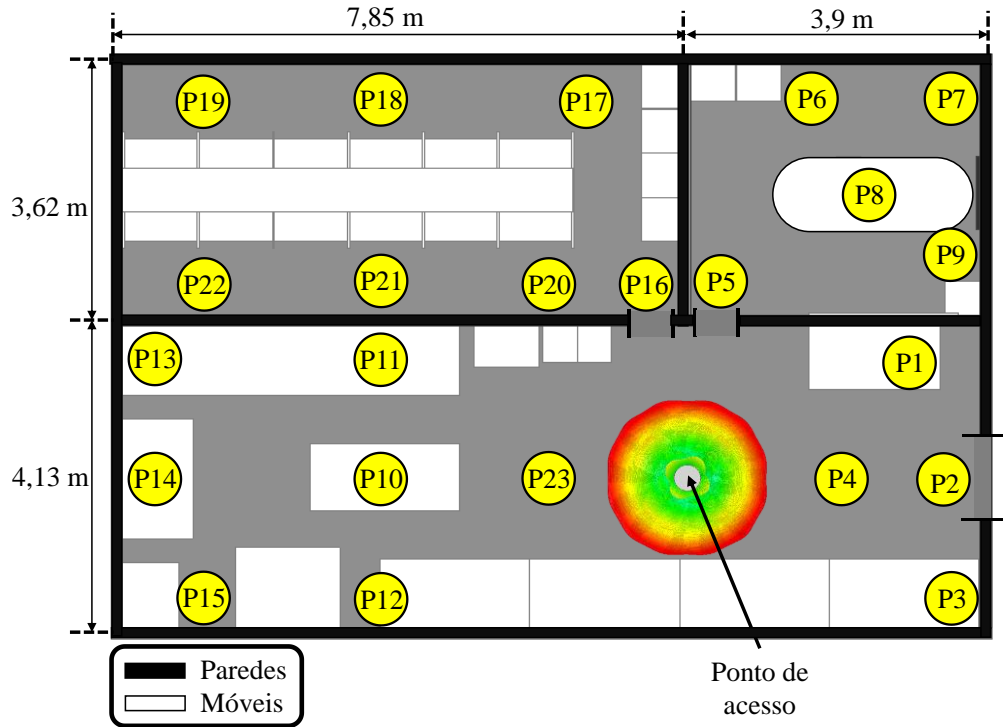 7,85 m
3,9 m
P19
P18
P17
P6
P7
3,62 m
P8
P9
P22
P21
P20
P16
P5
P13
P11
P1
4,13 m
P14
P10
P23
P4
P2
P15
P12
P3
Paredes
Móveis
Ponto de
acesso